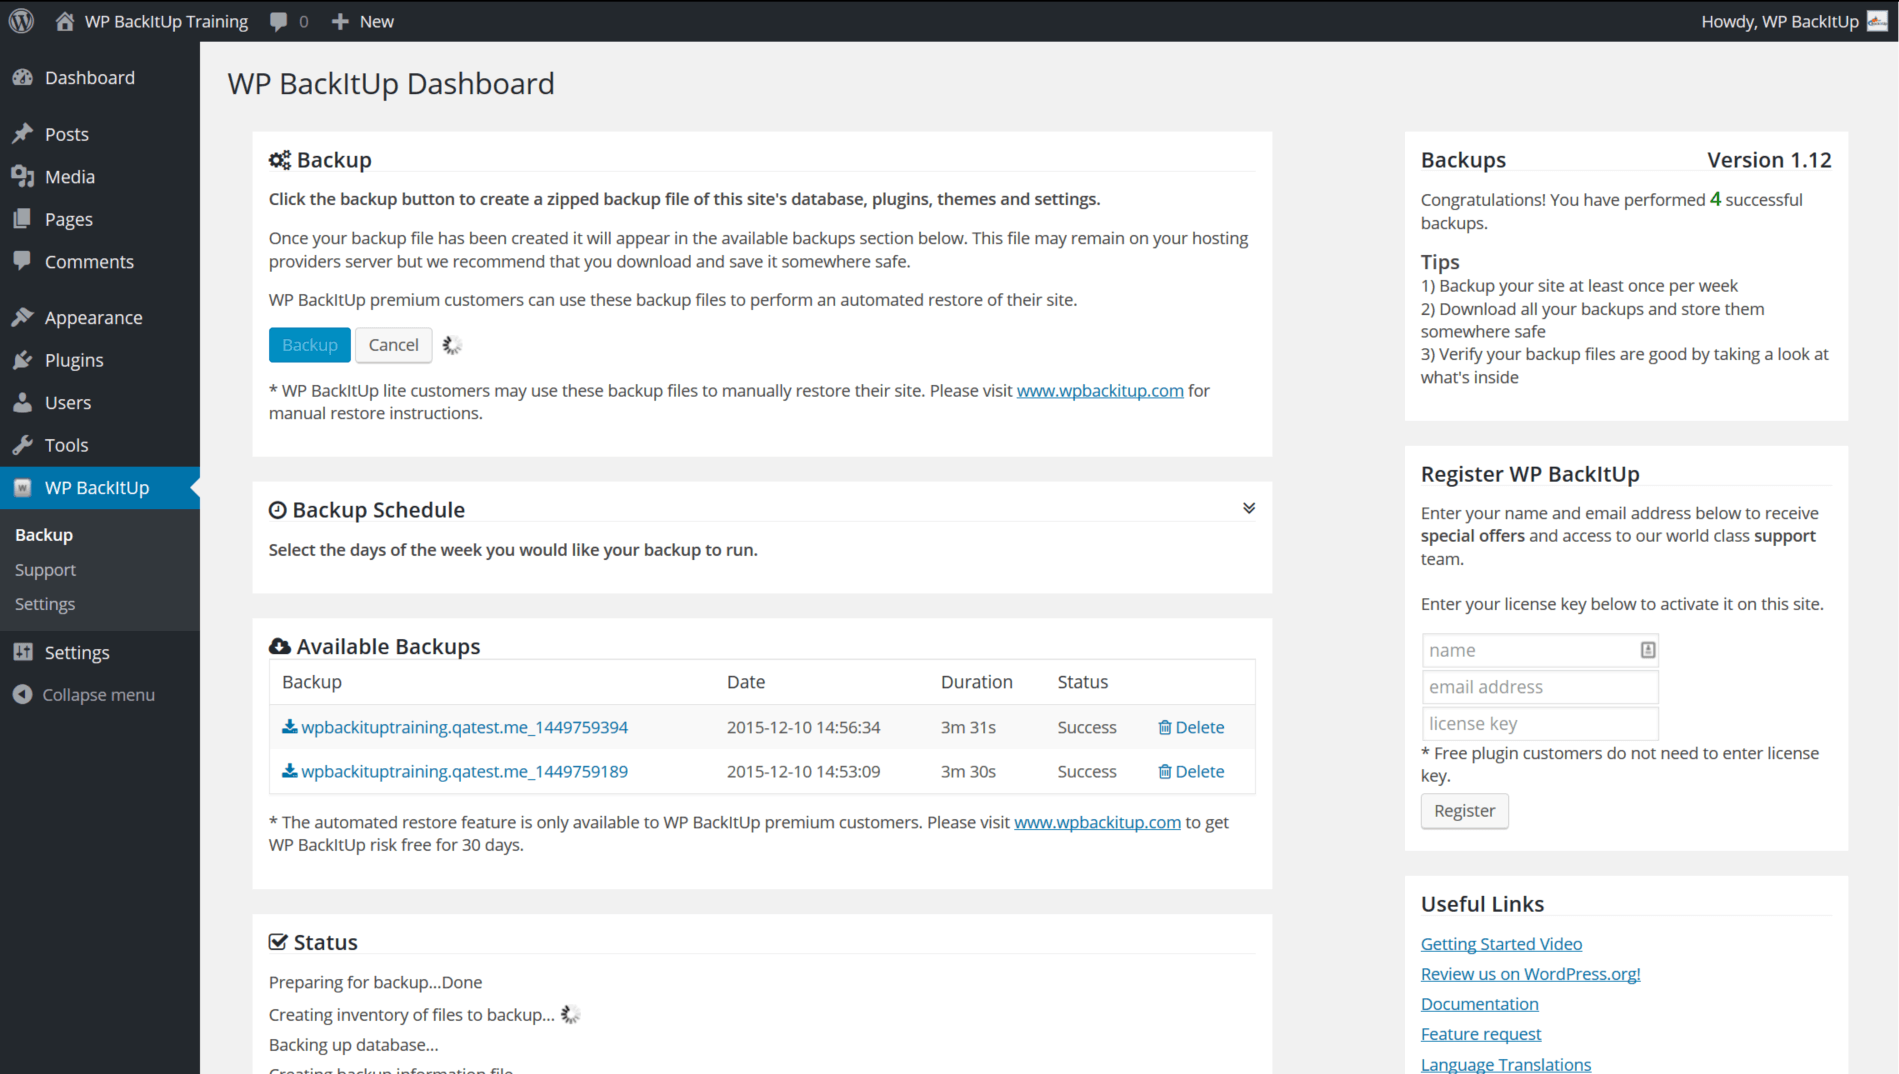 WP BackItUp Training 0 New Howdy, WP BackItUp
Dashboard
Posts
Media
Pages
Comments
Appearance
Plugins
Users
Tools
WP BackItUp
Backup
Support
Settings
Settings
Collapse menu
WP BackItUp Dashboard
Backup
Click the backup button to create a zipped backup file of this site's database, plugins, themes and settings.
Once your backup file has been created it will appear in the available backups section below. This file may remain on your hosting
providers server but we recommend that you download and save it somewhere safe.
WP BackItUp premium customers can use these backup files to perform an automated restore of their site.
Backup Cancel
* WP BackItUp lite customers may use these backup files to manually restore their site. Please visit www.wpbackitup.com for
manual restore instructions.
Backup Schedule
Select the days of the week you would like your backup to run.
Available Backups
Backup Date Duration Status
wpbackituptraining.qatest.me_1449759394 2015-12-10 14:56:34 3m 31s Success Delete
wpbackituptraining.qatest.me_1449759189 2015-12-10 14:53:09 3m 30s Success Delete
* The automated restore feature is only available to WP BackItUp premium customers. Please visit www.wpbackitup.com to get
WP BackItUp risk free for 30 days.
Status
Preparing for backup...Done
Creating inventory of files to backup...
Backing up database...
Creating backup information file
Backups Version 1.12
Congratulations! You have performed 4 successful
backups.
Tips
1) Backup your site at least once per week
2) Download all your backups and store them
somewhere safe
3) Verify your backup files are good by taking a look at
what's inside
Register WP BackItUp
Enter your name and email address below to receive
special offers and access to our world class support
team.
Enter your license key below to activate it on this site.
name
email address
license key
* Free plugin customers do not need to enter license
key.
Register
Useful Links
Getting Started Video
Review us on WordPress.org!
Documentation
Feature request
Language Translations